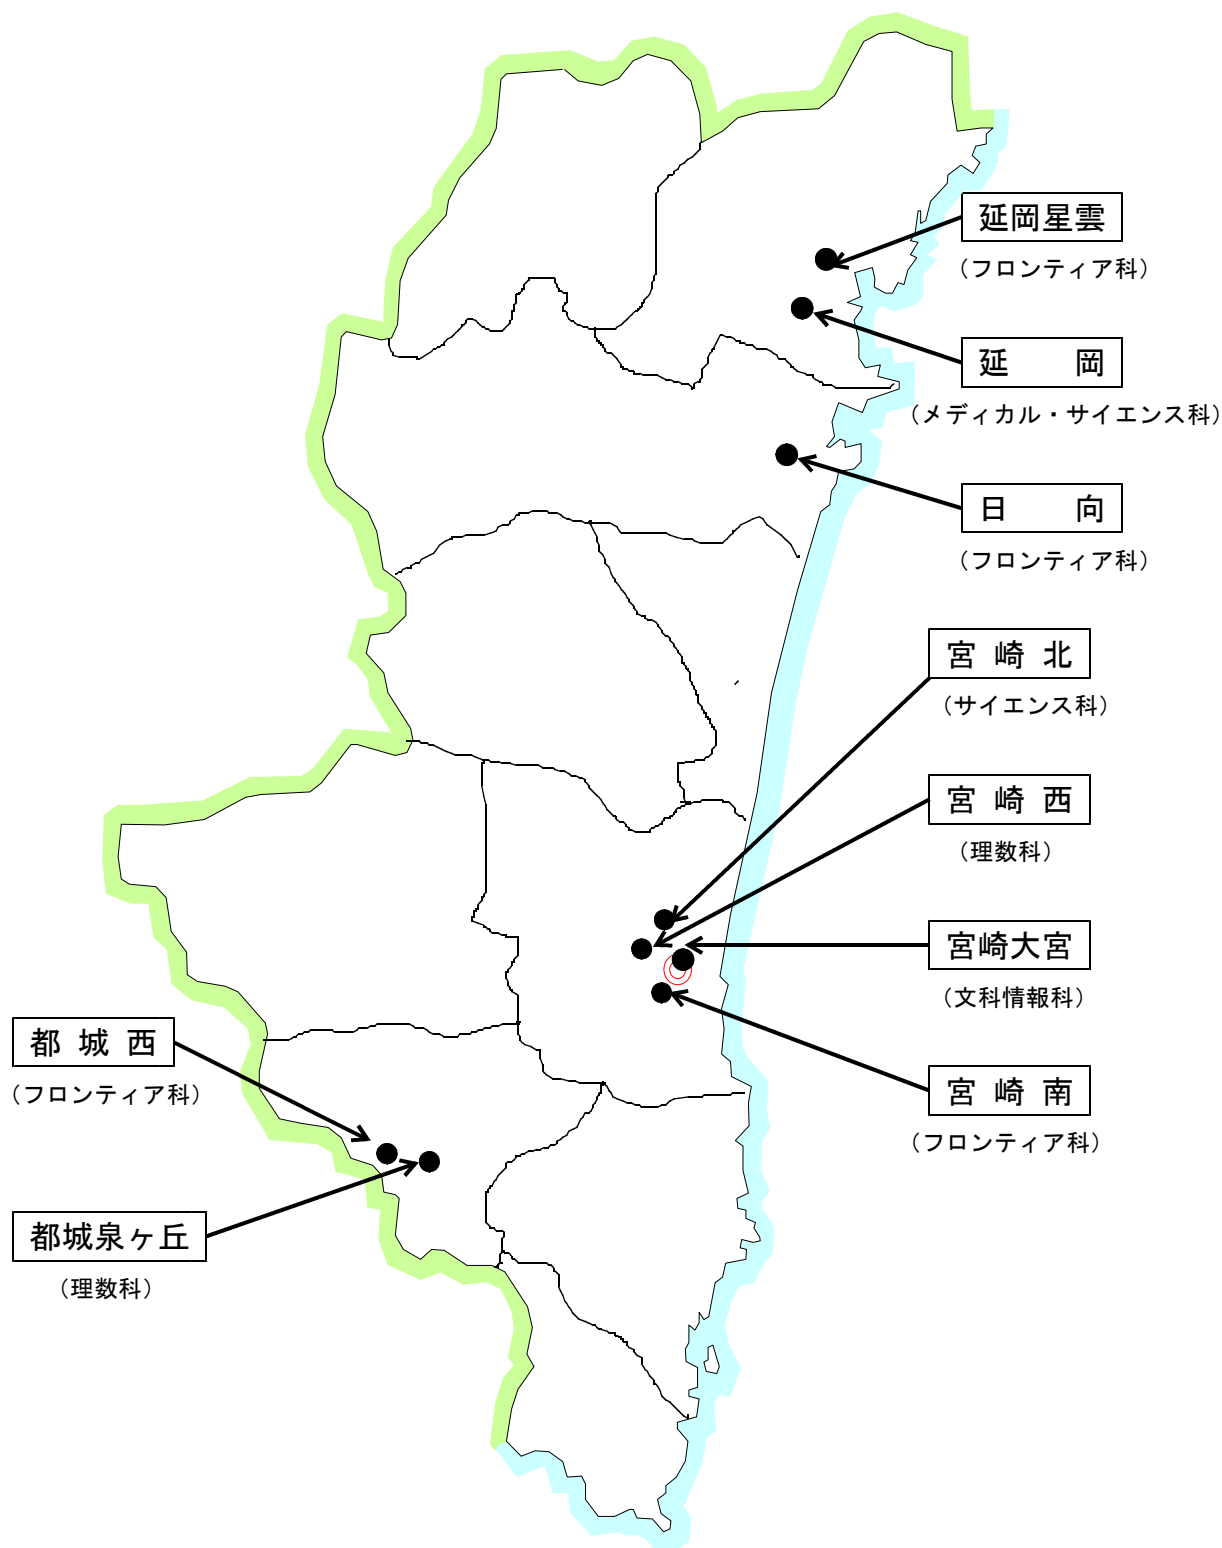 延岡星雲
（フロンティア科）
延　　岡
（メディカル・サイエンス科）
日　　向
（フロンティア科）
宮 崎 北
（サイエンス科）
宮 崎 西
（理数科）
宮崎大宮
（文科情報科）
宮 崎 南
（フロンティア科）
都 城 西
（フロンティア科）
都城泉ヶ丘
（理数科）